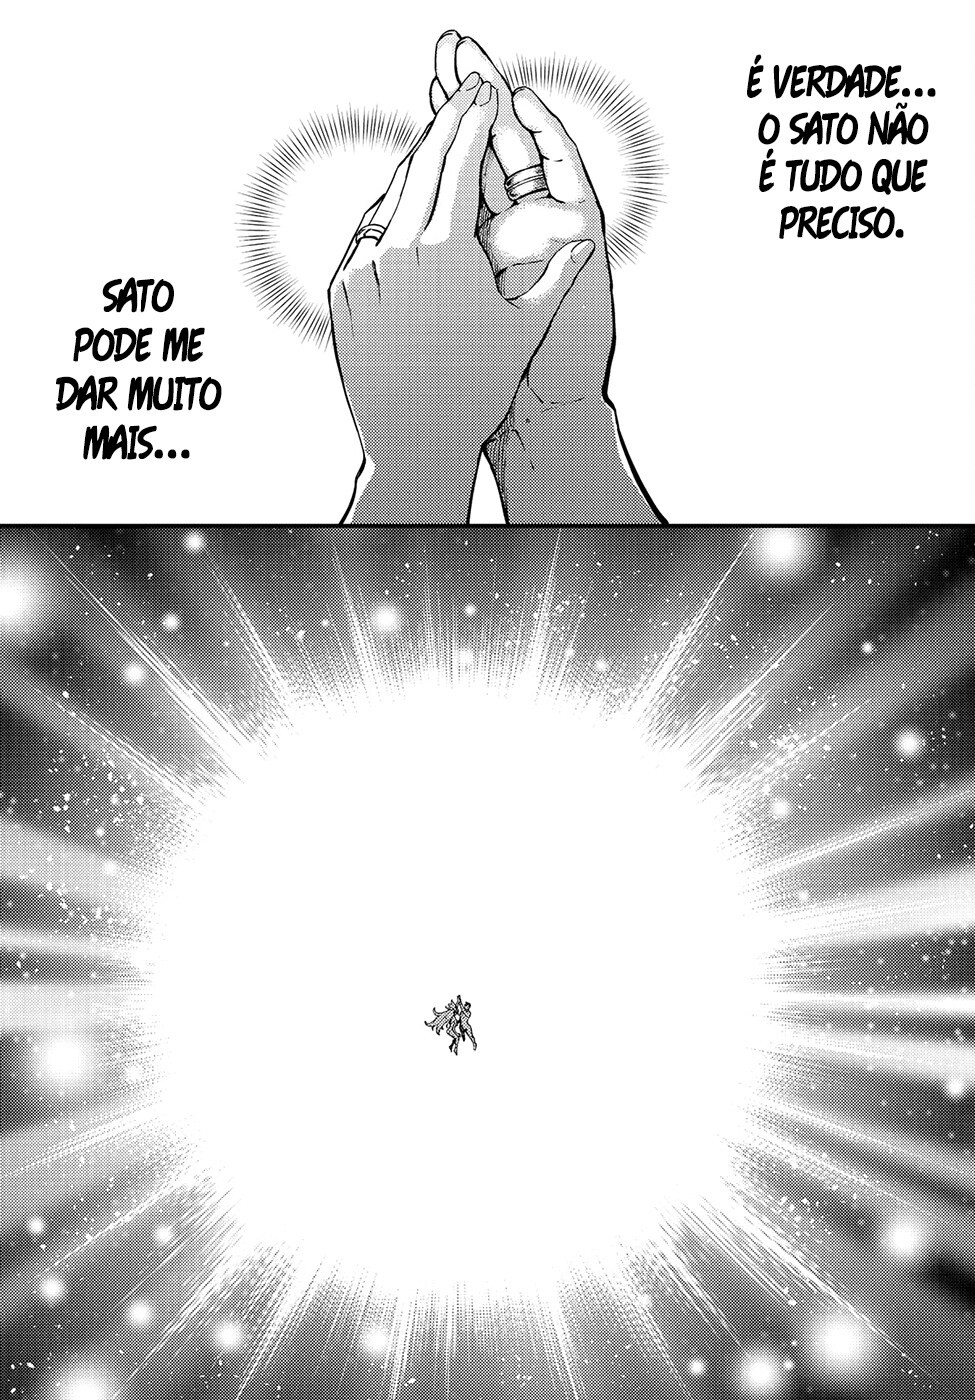 É VERDADE...
O SATO NÃO
É TUDO QUE
PRECISO.
SATO
PODE ME
DAR MUITO
MAIS...